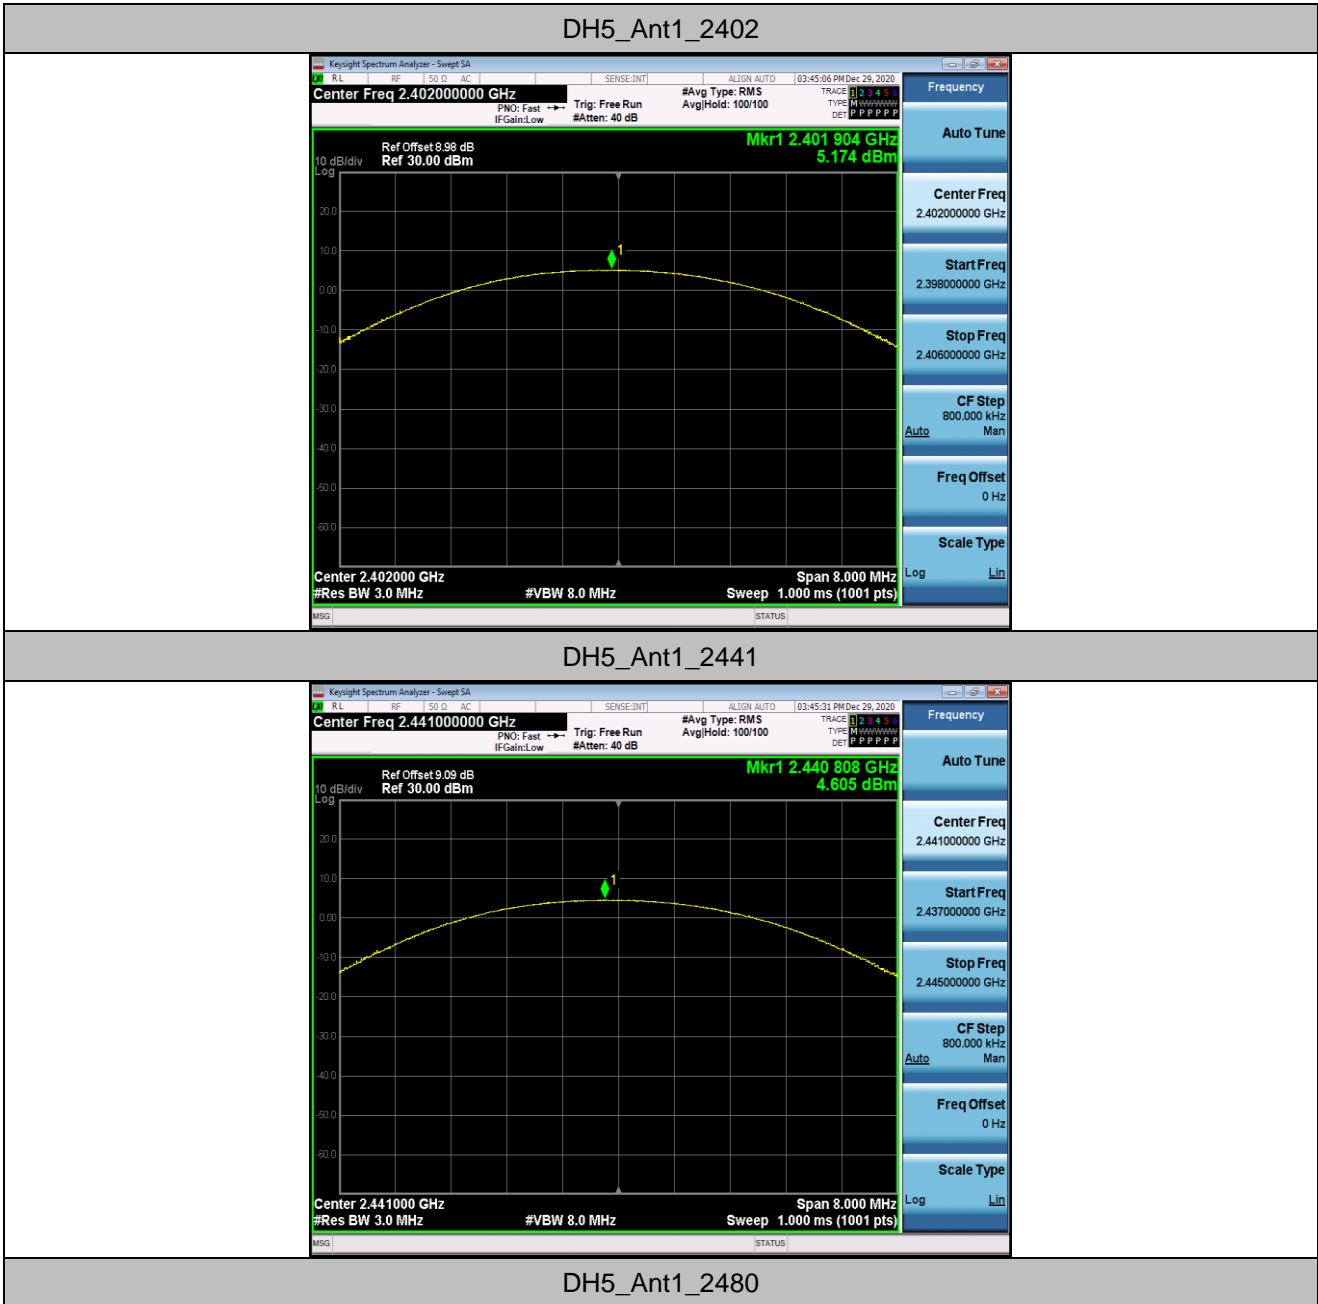 DH5_Ant1_2402
Keysight Spectrum Analyzer - Swept SA
LXI RL RF 50 Ω AC SENSE:INT ALIGN AUTO 03:45:06 PM Dec 29, 2020
Center Freq 2.402000000 GHz
PNO: Fast
IFGain:Low
Trig: Free Run
#Atten: 40 dB
#Avg Type: RMS
Avg|Hold: 100/100
TRACE 1 2 3 4 5 6
TYPE M WWWWW
DET P P P P P P
Ref Offset 8.98 dB
10 dB/div Ref 30.00 dBm
Log
Mkr1 2.401 904 GHz
5.174 dBm
20.0
10.0
1
0.00
-10.0
-20.0
-30.0
-40.0
-50.0
-60.0
Center 2.402000 GHz Span 8.000 MHz
#Res BW 3.0 MHz #VBW 8.0 MHz Sweep 1.000 ms (1001 pts)
MSG STATUS
Frequency
Auto Tune
Center Freq
2.402000000 GHz
Start Freq
2.398000000 GHz
Stop Freq
2.406000000 GHz
CF Step
800.000 kHz
Auto Man
Freq Offset
0 Hz
Scale Type
Log Lin
DH5_Ant1_2441
Keysight Spectrum Analyzer - Swept SA
LXI RL RF 50 Ω AC SENSE:INT ALIGN AUTO 03:45:31 PM Dec 29, 2020
Center Freq 2.441000000 GHz
PNO: Fast
IFGain:Low
Trig: Free Run
#Atten: 40 dB
#Avg Type: RMS
Avg|Hold: 100/100
TRACE 1 2 3 4 5 6
TYPE M WWWWW
DET P P P P P P
Ref Offset 9.09 dB
10 dB/div Ref 30.00 dBm
Log
Mkr1 2.440 808 GHz
4.605 dBm
20.0
10.0
1
0.00
-10.0
-20.0
-30.0
-40.0
-50.0
-60.0
Center 2.441000 GHz Span 8.000 MHz
#Res BW 3.0 MHz #VBW 8.0 MHz Sweep 1.000 ms (1001 pts)
MSG STATUS
Frequency
Auto Tune
Center Freq
2.441000000 GHz
Start Freq
2.437000000 GHz
Stop Freq
2.445000000 GHz
CF Step
800.000 kHz
Auto Man
Freq Offset
0 Hz
Scale Type
Log Lin
DH5_Ant1_2480